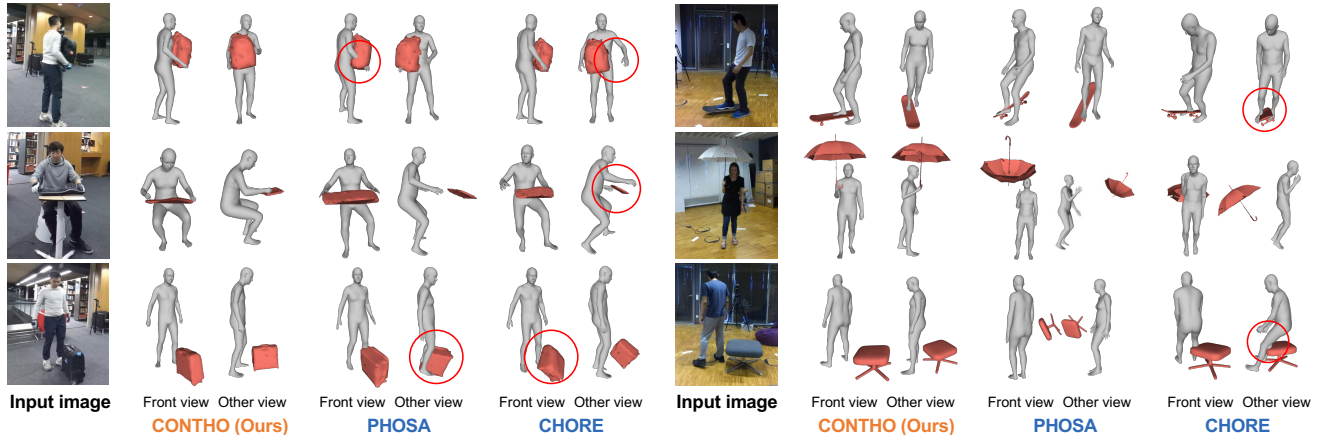 Input image
Front view Other view Front view Other view Front view Other view
CONTHO (Ours) PHOSA CHORE
Input image
Front view Other view Front view Other view Front view Other view
CONTHO (Ours) PHOSA CHORE